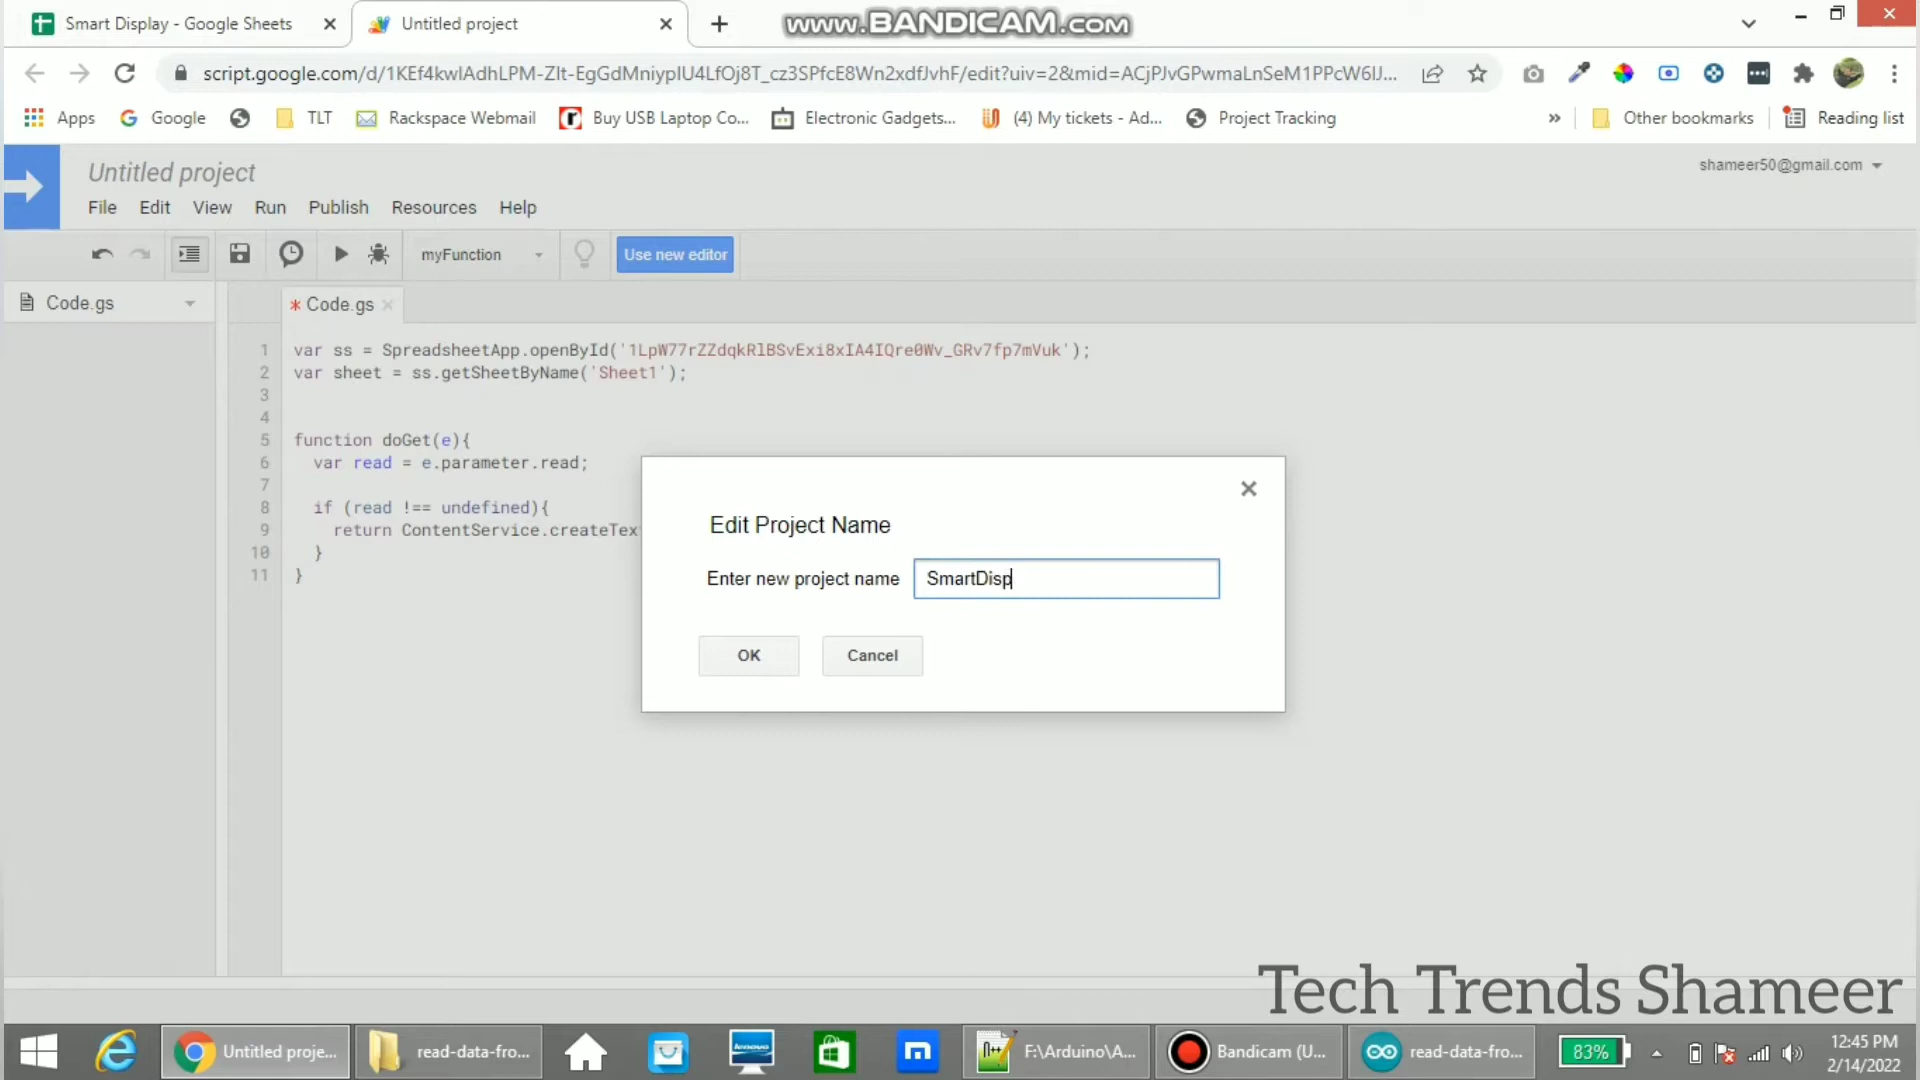 Smart Display - Google Sheets
Untitled project
www.BANDICAM.com
script.google.com/d/1KEf4kwlAdhLPM-ZIt-EgGdMniypIU4LfOj8T_cz3SPfcE8Wn2xdfJvhF/edit?uiv=2&mid=ACjPJvGPwmaLnSeM1PPcW6IJ...
Apps
Google
TLT
Rackspace Webmail
Buy USB Laptop Co...
Electronic Gadgets...
(4) My tickets - Ad...
Project Tracking
»
Other bookmarks
Reading list
Untitled project
shameer50@gmail.com
File Edit View Run Publish Resources Help
myFunction
Use new editor
Code.gs
* Code.gs
1 var ss = SpreadsheetApp.openById('1LpW77rZZdqkRlBSvExi8xIA4IQre0Wv_GRv7fp7mVuk');
2 var sheet = ss.getSheetByName('Sheet1');
3
4
5 function doGet(e){
6 var read = e.parameter.read;
7
8 if (read !== undefined){
9 return ContentService.createTex
10 }
11 }
Edit Project Name
Enter new project name SmartDisp
OK Cancel
Tech Trends Shameer
Untitled proje...
read-data-fro...
lenovo
F:\Arduino\A...
Bandicam (U...
read-data-fro...
83%
12:45 PM
2/14/2022